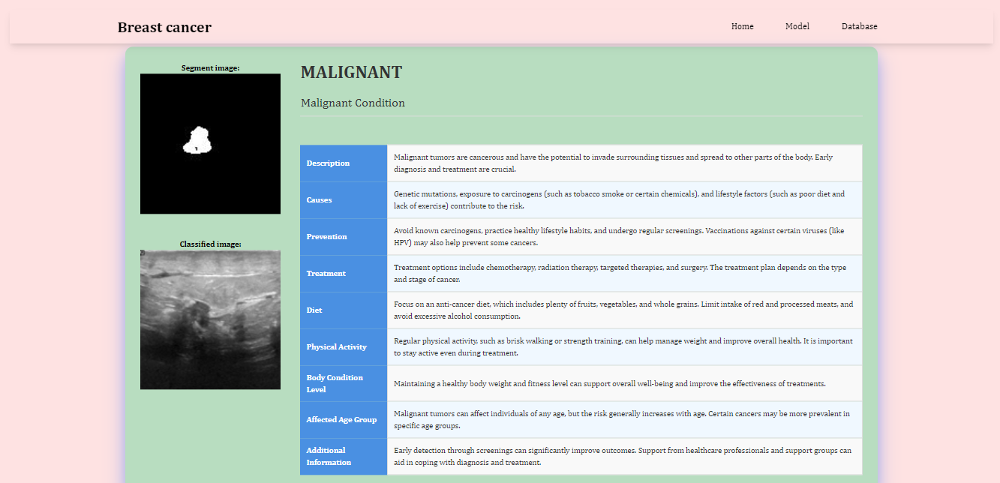 Breast cancer
Home Model Database
Segment image:
Classified image:
MALIGNANT
Malignant Condition
Description
Malignant tumors are cancerous and have the potential to invade surrounding tissues and spread to other parts of the body. Early
diagnosis and treatment are crucial.
Causes
Genetic mutations, exposure to carcinogens (such as tobacco smoke or certain chemicals), and lifestyle factors (such as poor diet and
lack of exercise) contribute to the risk.
Prevention
Avoid known carcinogens, practice healthy lifestyle habits, and undergo regular screenings. Vaccinations against certain viruses (like
HPV) may also help prevent some cancers.
Treatment
Treatment options include chemotherapy, radiation therapy, targeted therapies, and surgery. The treatment plan depends on the type
and stage of cancer.
Diet
Focus on an anti-cancer diet, which includes plenty of fruits, vegetables, and whole grains. Limit intake of red and processed meats, and
avoid excessive alcohol consumption.
Physical Activity
Regular physical activity, such as brisk walking or strength training, can help manage weight and improve overall health. It is important
to stay active even during treatment.
Body Condition
Level
Maintaining a healthy body weight and fitness level can support overall well-being and improve the effectiveness of treatments.
Affected Age Group
Malignant tumors can affect individuals of any age, but the risk generally increases with age. Certain cancers may be more prevalent in
specific age groups.
Additional
Information
Early detection through screenings can significantly improve outcomes. Support from healthcare professionals and support groups can
aid in coping with diagnosis and treatment.